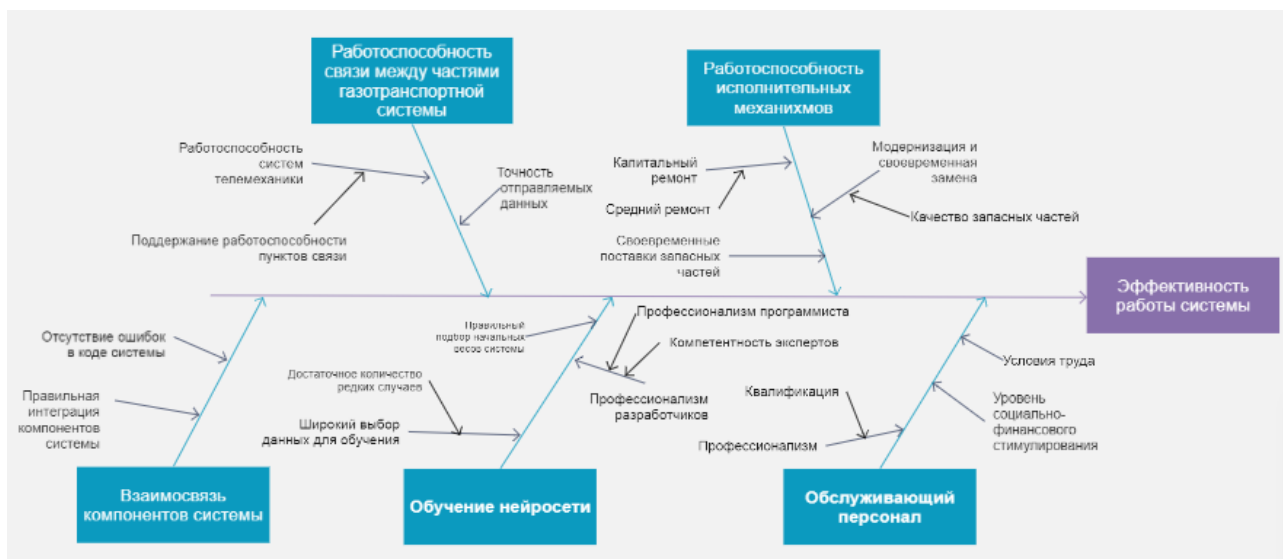 Работоспособность
связи между частями
газотранспортной
системы
Работоспособность
исполнительных
механихмов
Работоспособность
систем
телемеханики
Точность
отправляемых
данных
Поддержание работоспособности
пунктов связи
Капитальный
ремонт
Средний ремонт
Модернизация и
своевременная
замена
Качество запасных частей
Своевременные
поставки запасных
частей
Эффективность
работы системы
Отсутствие ошибок
в коде системы
Правильная
интеграция
компонентов
системы
Правильный
подбор начальных
весов системы
Профессионализм программиста
Компетентность экспертов
Достаточное количество
редких случаев
Широкий выбор
данных для обучения
Профессионализм
разработчиков
Квалификация
Профессионализм
Условия труда
Уровень
социально-
финансового
стимулирования
Взаимосвязь
компонентов системы
Обучение нейросети
Обслуживающий
персонал